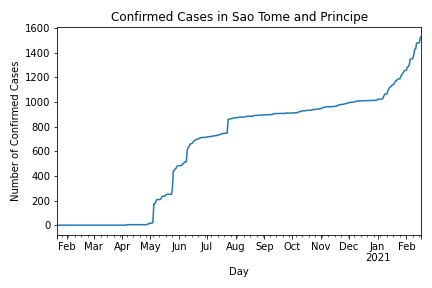 Confirmed Cases in Sao Tome and Principe
Number of Confirmed Cases
1600
1400
1200
1000
800
600
400
200
0
Feb Mar Apr May Jun Jul Aug Sep Oct Nov Dec Jan Feb
2021
Day